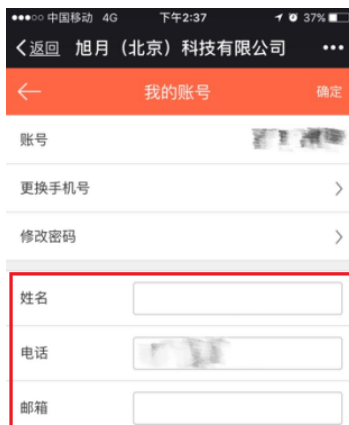 中国移动 4G 下午2:37 37%
返回 旭月（北京）科技有限公司
我的账号 确定
账号
更换手机号
修改密码
姓名
电话
邮箱